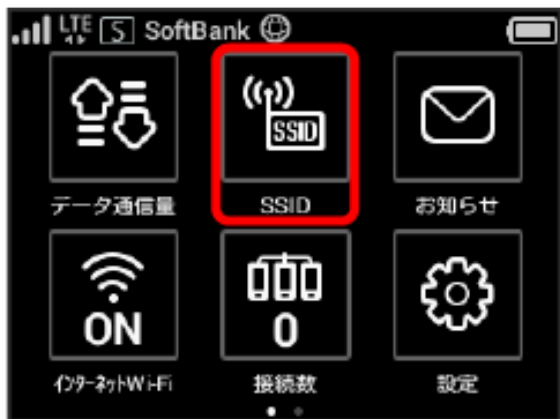 LTE S SoftBank
SSID
データ通信量 SSID お知らせ
ON 0
インターネットWi-Fi 接続数 設定